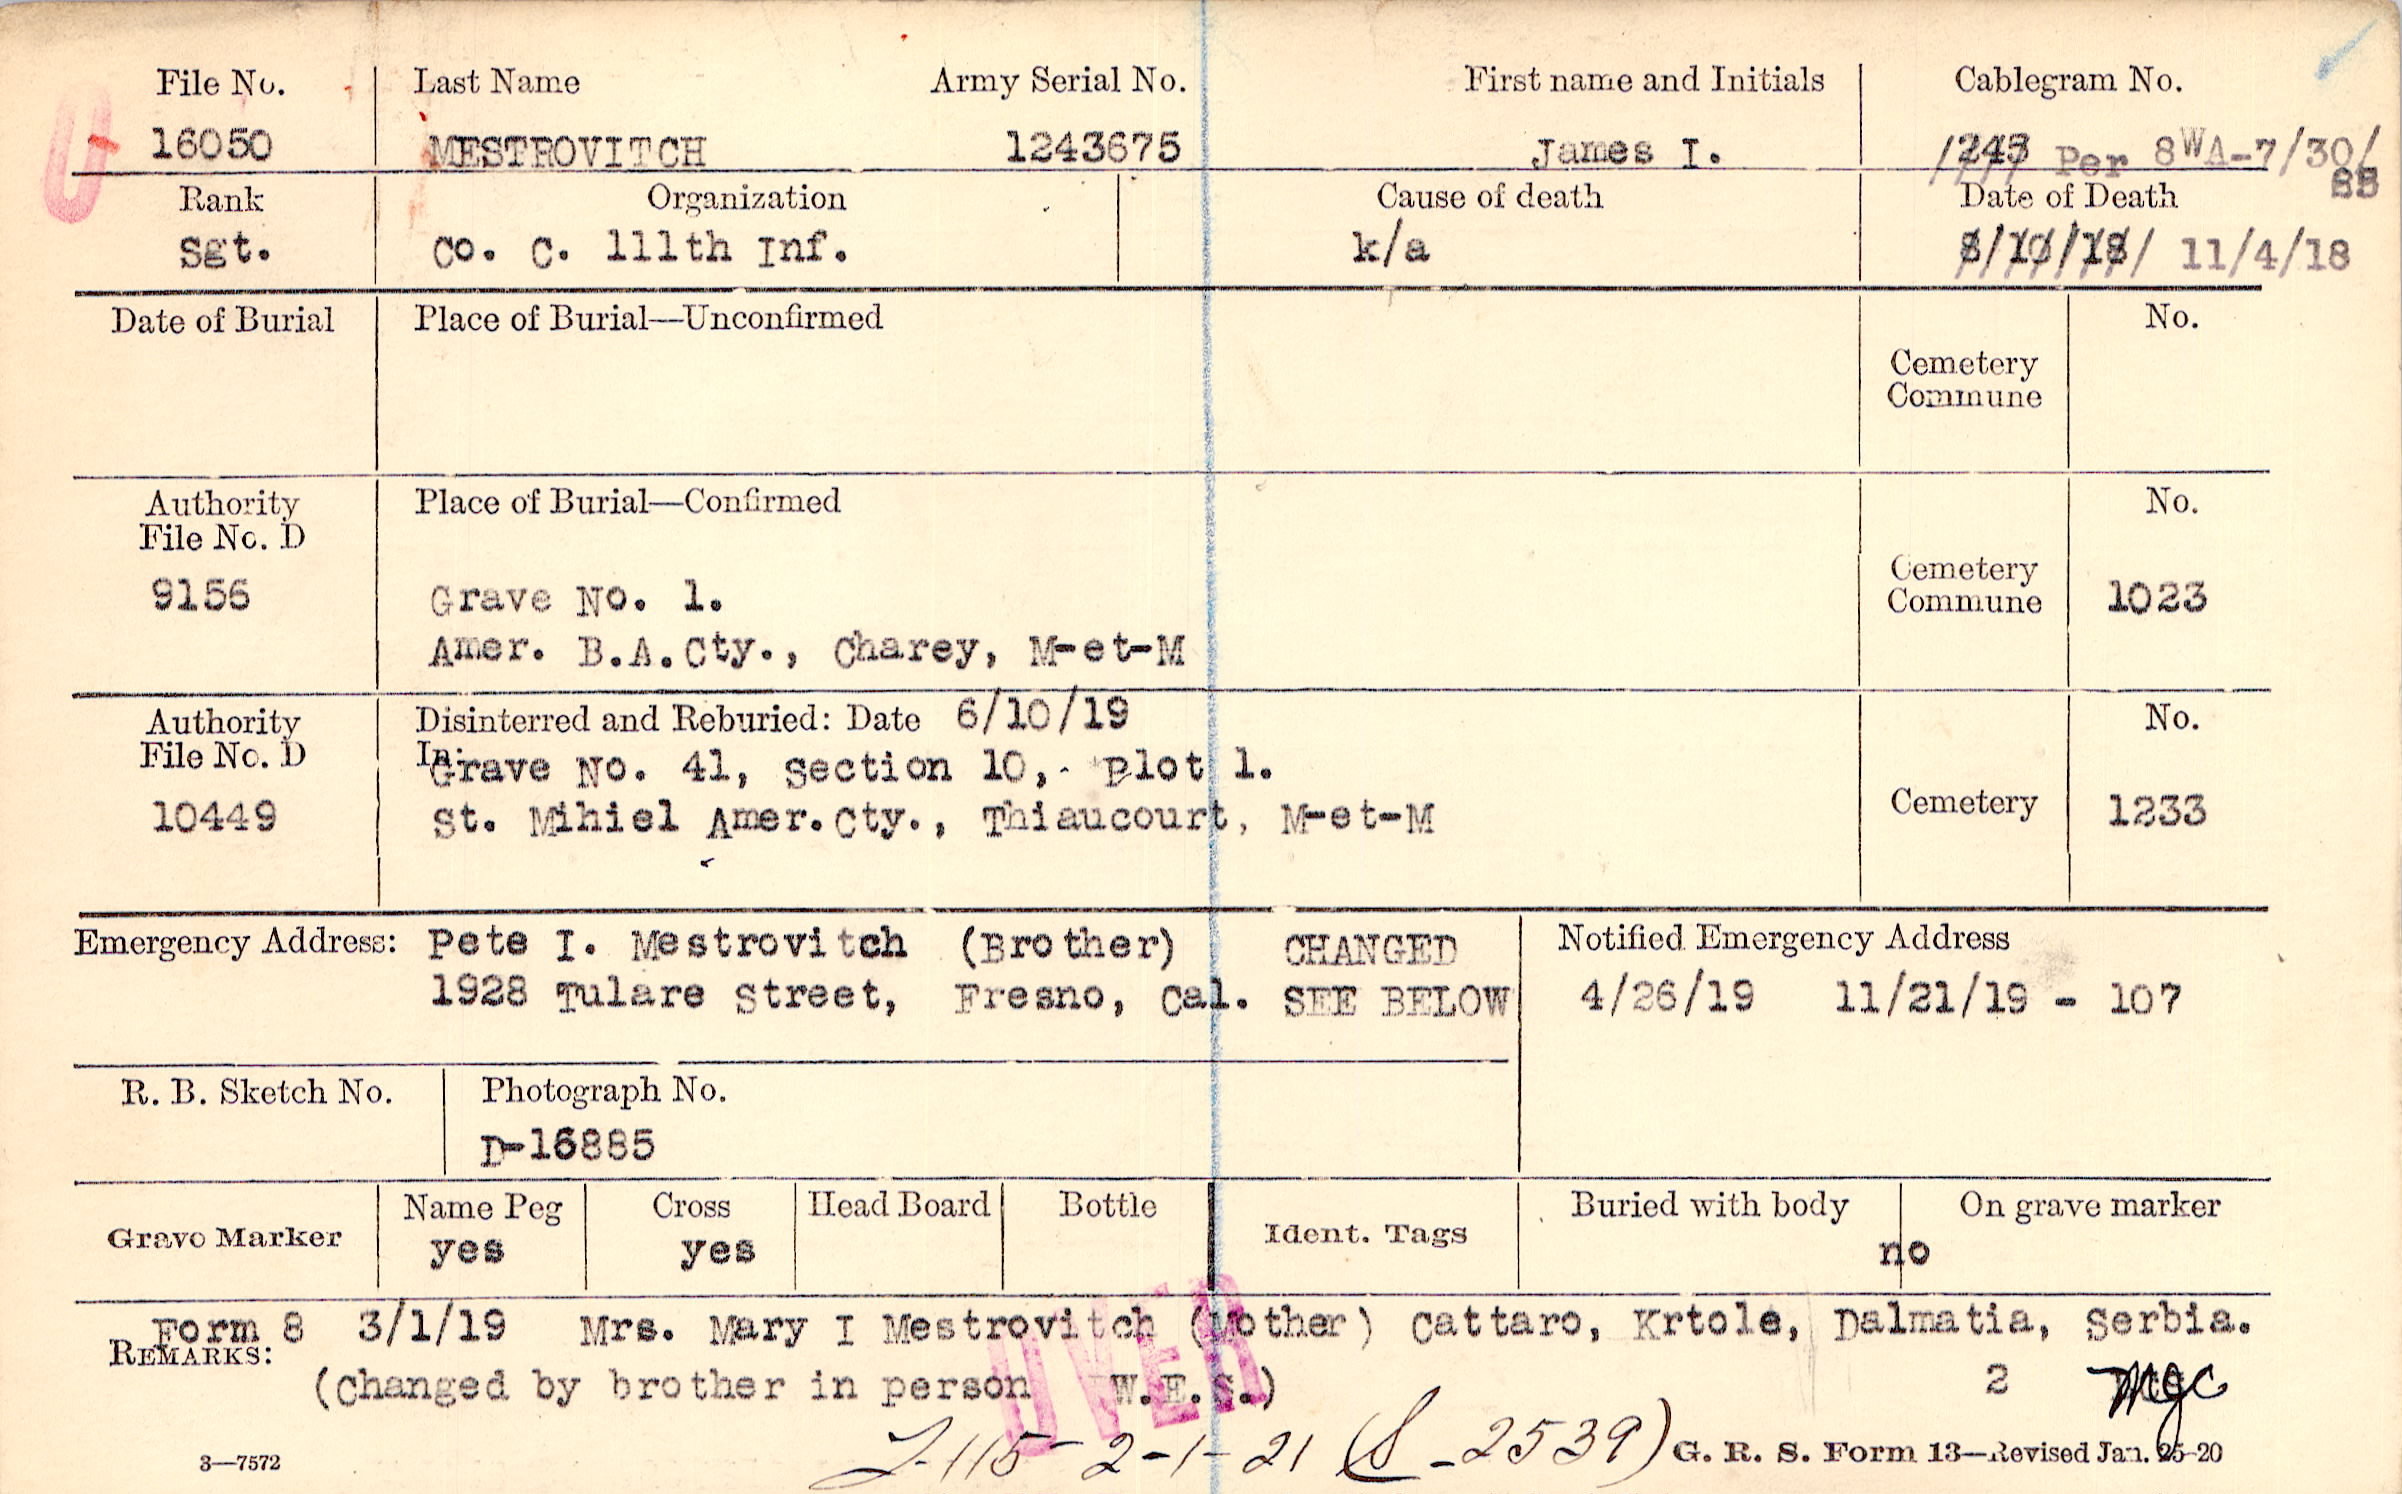 File No. Last Name Army Serial No. First name and Initials Cablegram No.
16050 MESTROVITCH 1243675 James I. 1243 Per 8WA-7/30/
88
Rank Organization Cause of death Date of Death
Sgt. Co. C. 111th Inf. k/a 8/10/18/ 11/4/18
Date of Burial Place of Burial—Unconfirmed No.
Cemetery
Commune
Authority Place of Burial—Confirmed No.
File No. D
Cemetery
9156 Grave No. 1. Commune 1023
Amer. B.A.Cty., Charey, M-et-M
Authority Disinterred and Reburied: Date 6/10/19 No.
File No. D In:
Grave No. 41, Section 10, Plot 1.
10449 St. Mihiel Amer.Cty., Thiaucourt, M-et-M Cemetery 1233
Emergency Address: Pete I. Mestrovitch (Brother) CHANGED Notified Emergency Address
1928 Tulare Street, Fresno, Cal. SEE BELOW 4/26/19 11/21/19 - 107
R. B. Sketch No. Photograph No.
D-16885
Name Peg Cross Head Board Bottle Buried with body On grave marker
Grave Marker Ident. Tags
yes yes no
Form 8 3/1/19 Mrs. Mary I Mestrovitch (Mother) Cattaro, Krtole, Dalmatia, Serbia.
REMARKS:
(Changed by brother in person W.E.S.) 2 mgc
OVER
115-2-1-21 (S-2539)
3—7572 G. R. S. Form 13—Revised Jan. 25-20